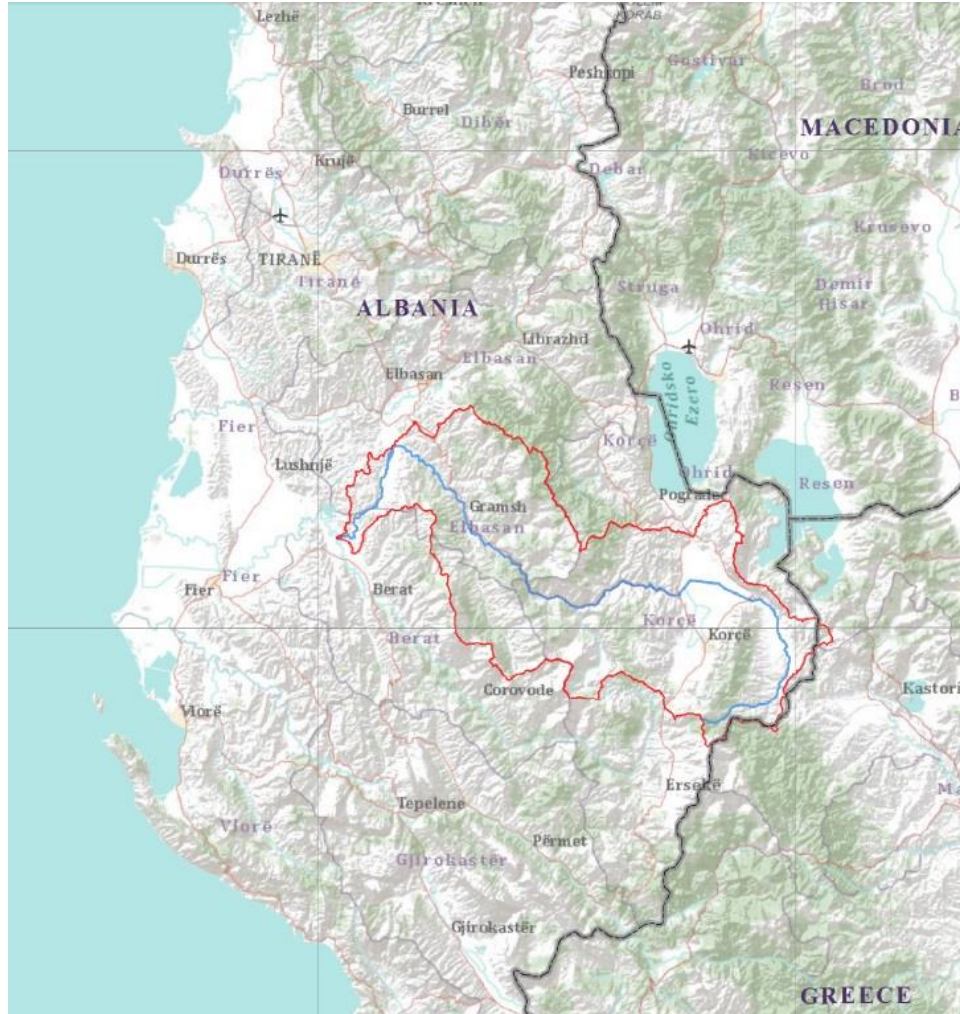 KORAB
Lezhë
Gostivar
Peshkopi
Brod
Burrel
Dibër
MACEDONIA
Krujë
Kicevo
Durrës
Debar
Krusevo
Durrës
TIRANË
Tiranë
Struga
Demir
Hisar
ALBANIA
Ohrid
Librazhd
Elbasan
Elbasan
Ohridsko
Ezero
Resen
Fier
Korçë
Lushnjë
Ohrid
Resen
Pograde
Gramsh
Elbasan
Fier
Fier
Berat
Berat
Korçë
Korçë
Corovode
Kastori
Vlorë
Ersekë
Tepelene
Vlorë
Përmet
Gjirokastër
Gjirokastër
GREECE